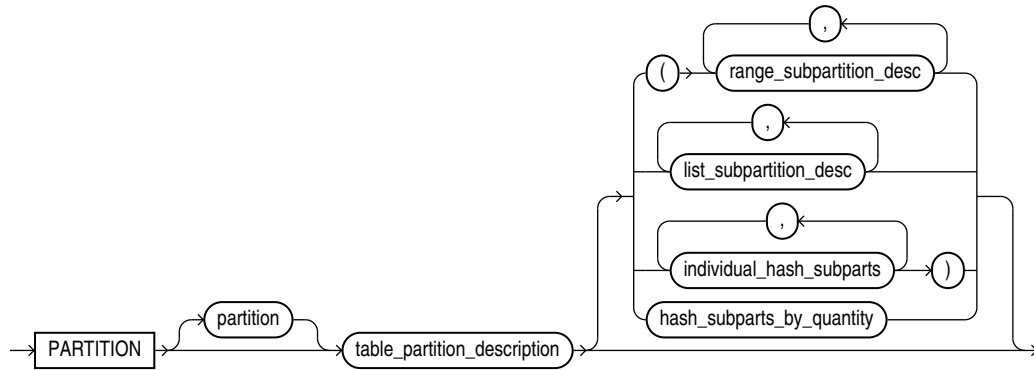 ,
( range_subpartition_desc
,
list_subpartition_desc
,
individual_hash_subparts )
partition hash_subparts_by_quantity
PARTITION table_partition_description